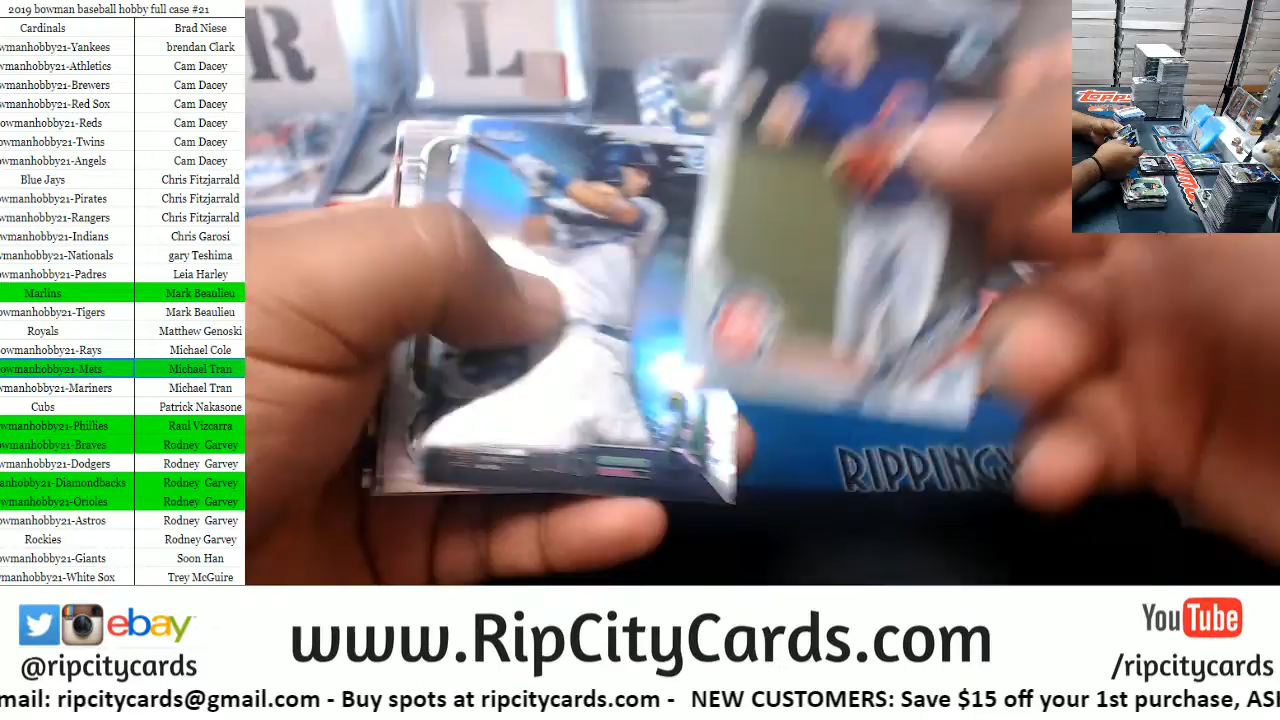 2019 bowman baseball hobby full case #21
Cardinals Brad Niese
owmanhobby21-Yankees brendan Clark
wmanhobby21-Athletics Cam Dacey
owmanhobby21-Brewers Cam Dacey
owmanhobby21-Red Sox Cam Dacey
owmanhobby21-Reds Cam Dacey
owmanhobby21-Twins Cam Dacey
owmanhobby21-Angels Cam Dacey
Blue Jays Chris Fitzjarrald
owmanhobby21-Pirates Chris Fitzjarrald
owmanhobby21-Rangers Chris Fitzjarrald
owmanhobby21-Indians Chris Garosi
wmanhobby21-Nationals gary Teshima
owmanhobby21-Padres Leia Harley
Marlins Mark Beaulieu
owmanhobby21-Tigers Mark Beaulieu
Royals Matthew Genoski
owmanhobby21-Rays Michael Cole
owmanhobby21-Mets Michael Tran
wmanhobby21-Mariners Michael Tran
Cubs Patrick Nakasone
owmanhobby21-Phillies Raul Vizcarra
wmanhobby21-Braves Rodney Garvey
wmanhobby21-Dodgers Rodney Garvey
anhobby21-Diamondbacks Rodney Garvey
owmanhobby21-Orioles Rodney Garvey
owmanhobby21-Astros Rodney Garvey
Rockies Rodney Garvey
owmanhobby21-Giants Soon Han
wmanhobby21-White Sox Trey McGuire
R L
TOPPS
RIPPING
ebay
@ripcitycards
www.RipCityCards.com
YouTube
/ripcitycards
mail: ripcitycards@gmail.com - Buy spots at ripcitycards.com - NEW CUSTOMERS: Save $15 off your 1st purchase, ASK